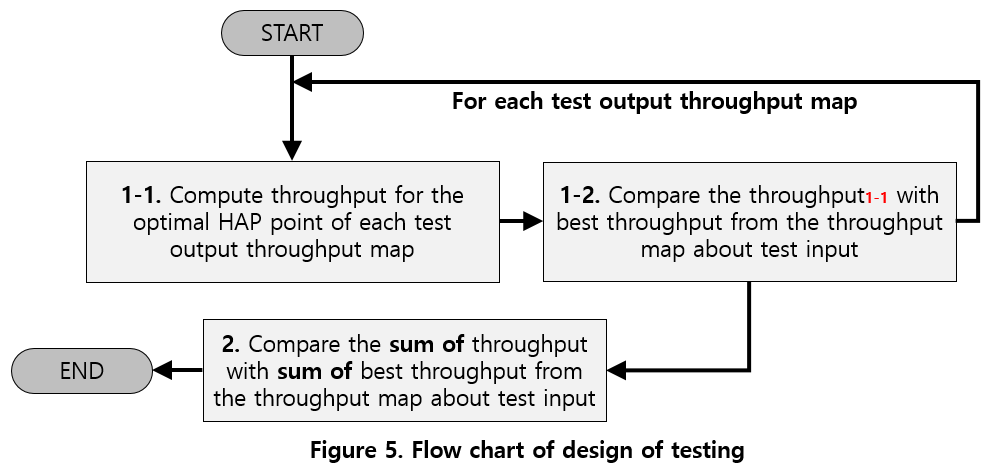 START
For each test output throughput map
1-1. Compute throughput for the
optimal HAP point of each test
output throughput map
1-2. Compare the throughput1-1 with
best throughput from the throughput
map about test input
2. Compare the sum of throughput
with sum of best throughput from
the throughput map about test input
END
Figure 5. Flow chart of design of testing